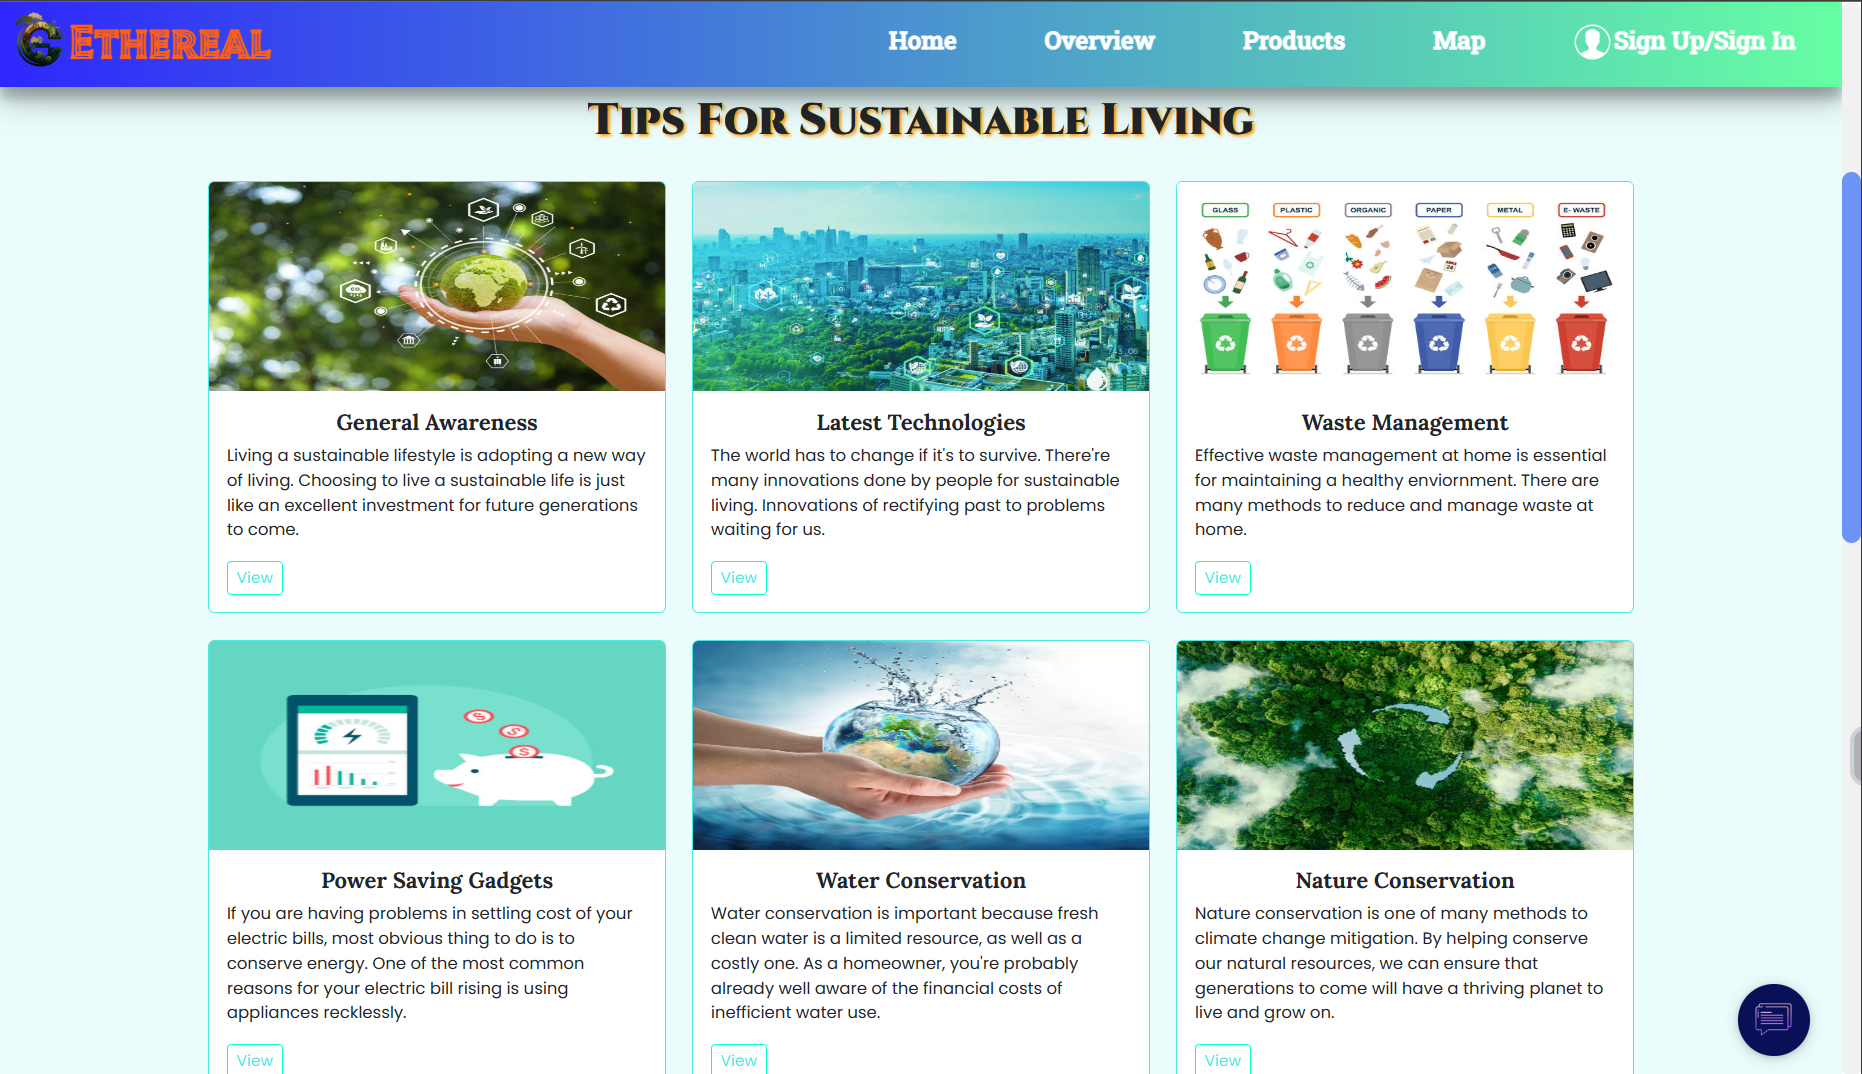 ETHEREAL
Home
Overview
Products
Map
Sign Up/Sign In
Tips For Sustainable Living
GLASS
PLASTIC
ORGANIC
PAPER
METAL
E-WASTE
General Awareness
Living a sustainable lifestyle is adopting a new way
of living. Choosing to live a sustainable life is just
like an excellent investment for future generations
to come.
View
Latest Technologies
The world has to change if it's to survive. There're
many innovations done by people for sustainable
living. Innovations of rectifying past to problems
waiting for us.
View
Waste Management
Effective waste management at home is essential
for maintaining a healthy enviornment. There are
many methods to reduce and manage waste at
home.
View
Power Saving Gadgets
If you are having problems in settling cost of your
electric bills, most obvious thing to do is to
conserve energy. One of the most common
reasons for your electric bill rising is using
appliances recklessly.
View
Water Conservation
Water conservation is important because fresh
clean water is a limited resource, as well as a
costly one. As a homeowner, you're probably
already well aware of the financial costs of
inefficient water use.
View
Nature Conservation
Nature conservation is one of many methods to
climate change mitigation. By helping conserve
our natural resources, we can ensure that
generations to come will have a thriving planet to
live and grow on.
View